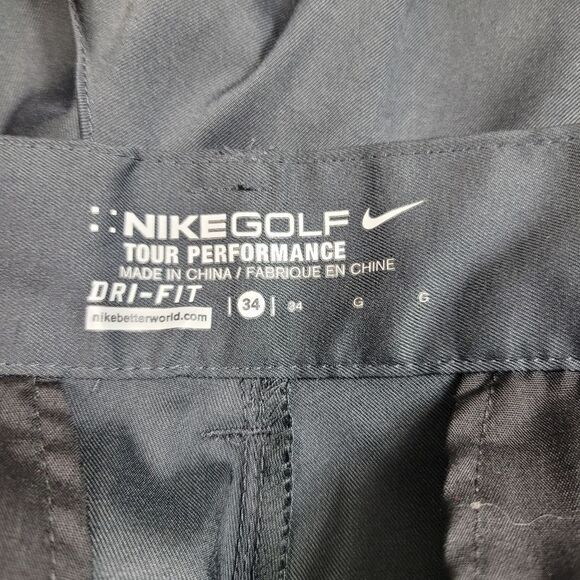 NIKEGOLF
TOUR PERFORMANCE
MADE IN CHINA / FABRIQUE EN CHINE
DRI-FIT | 34 | 34 G G
nikebetterworld.com